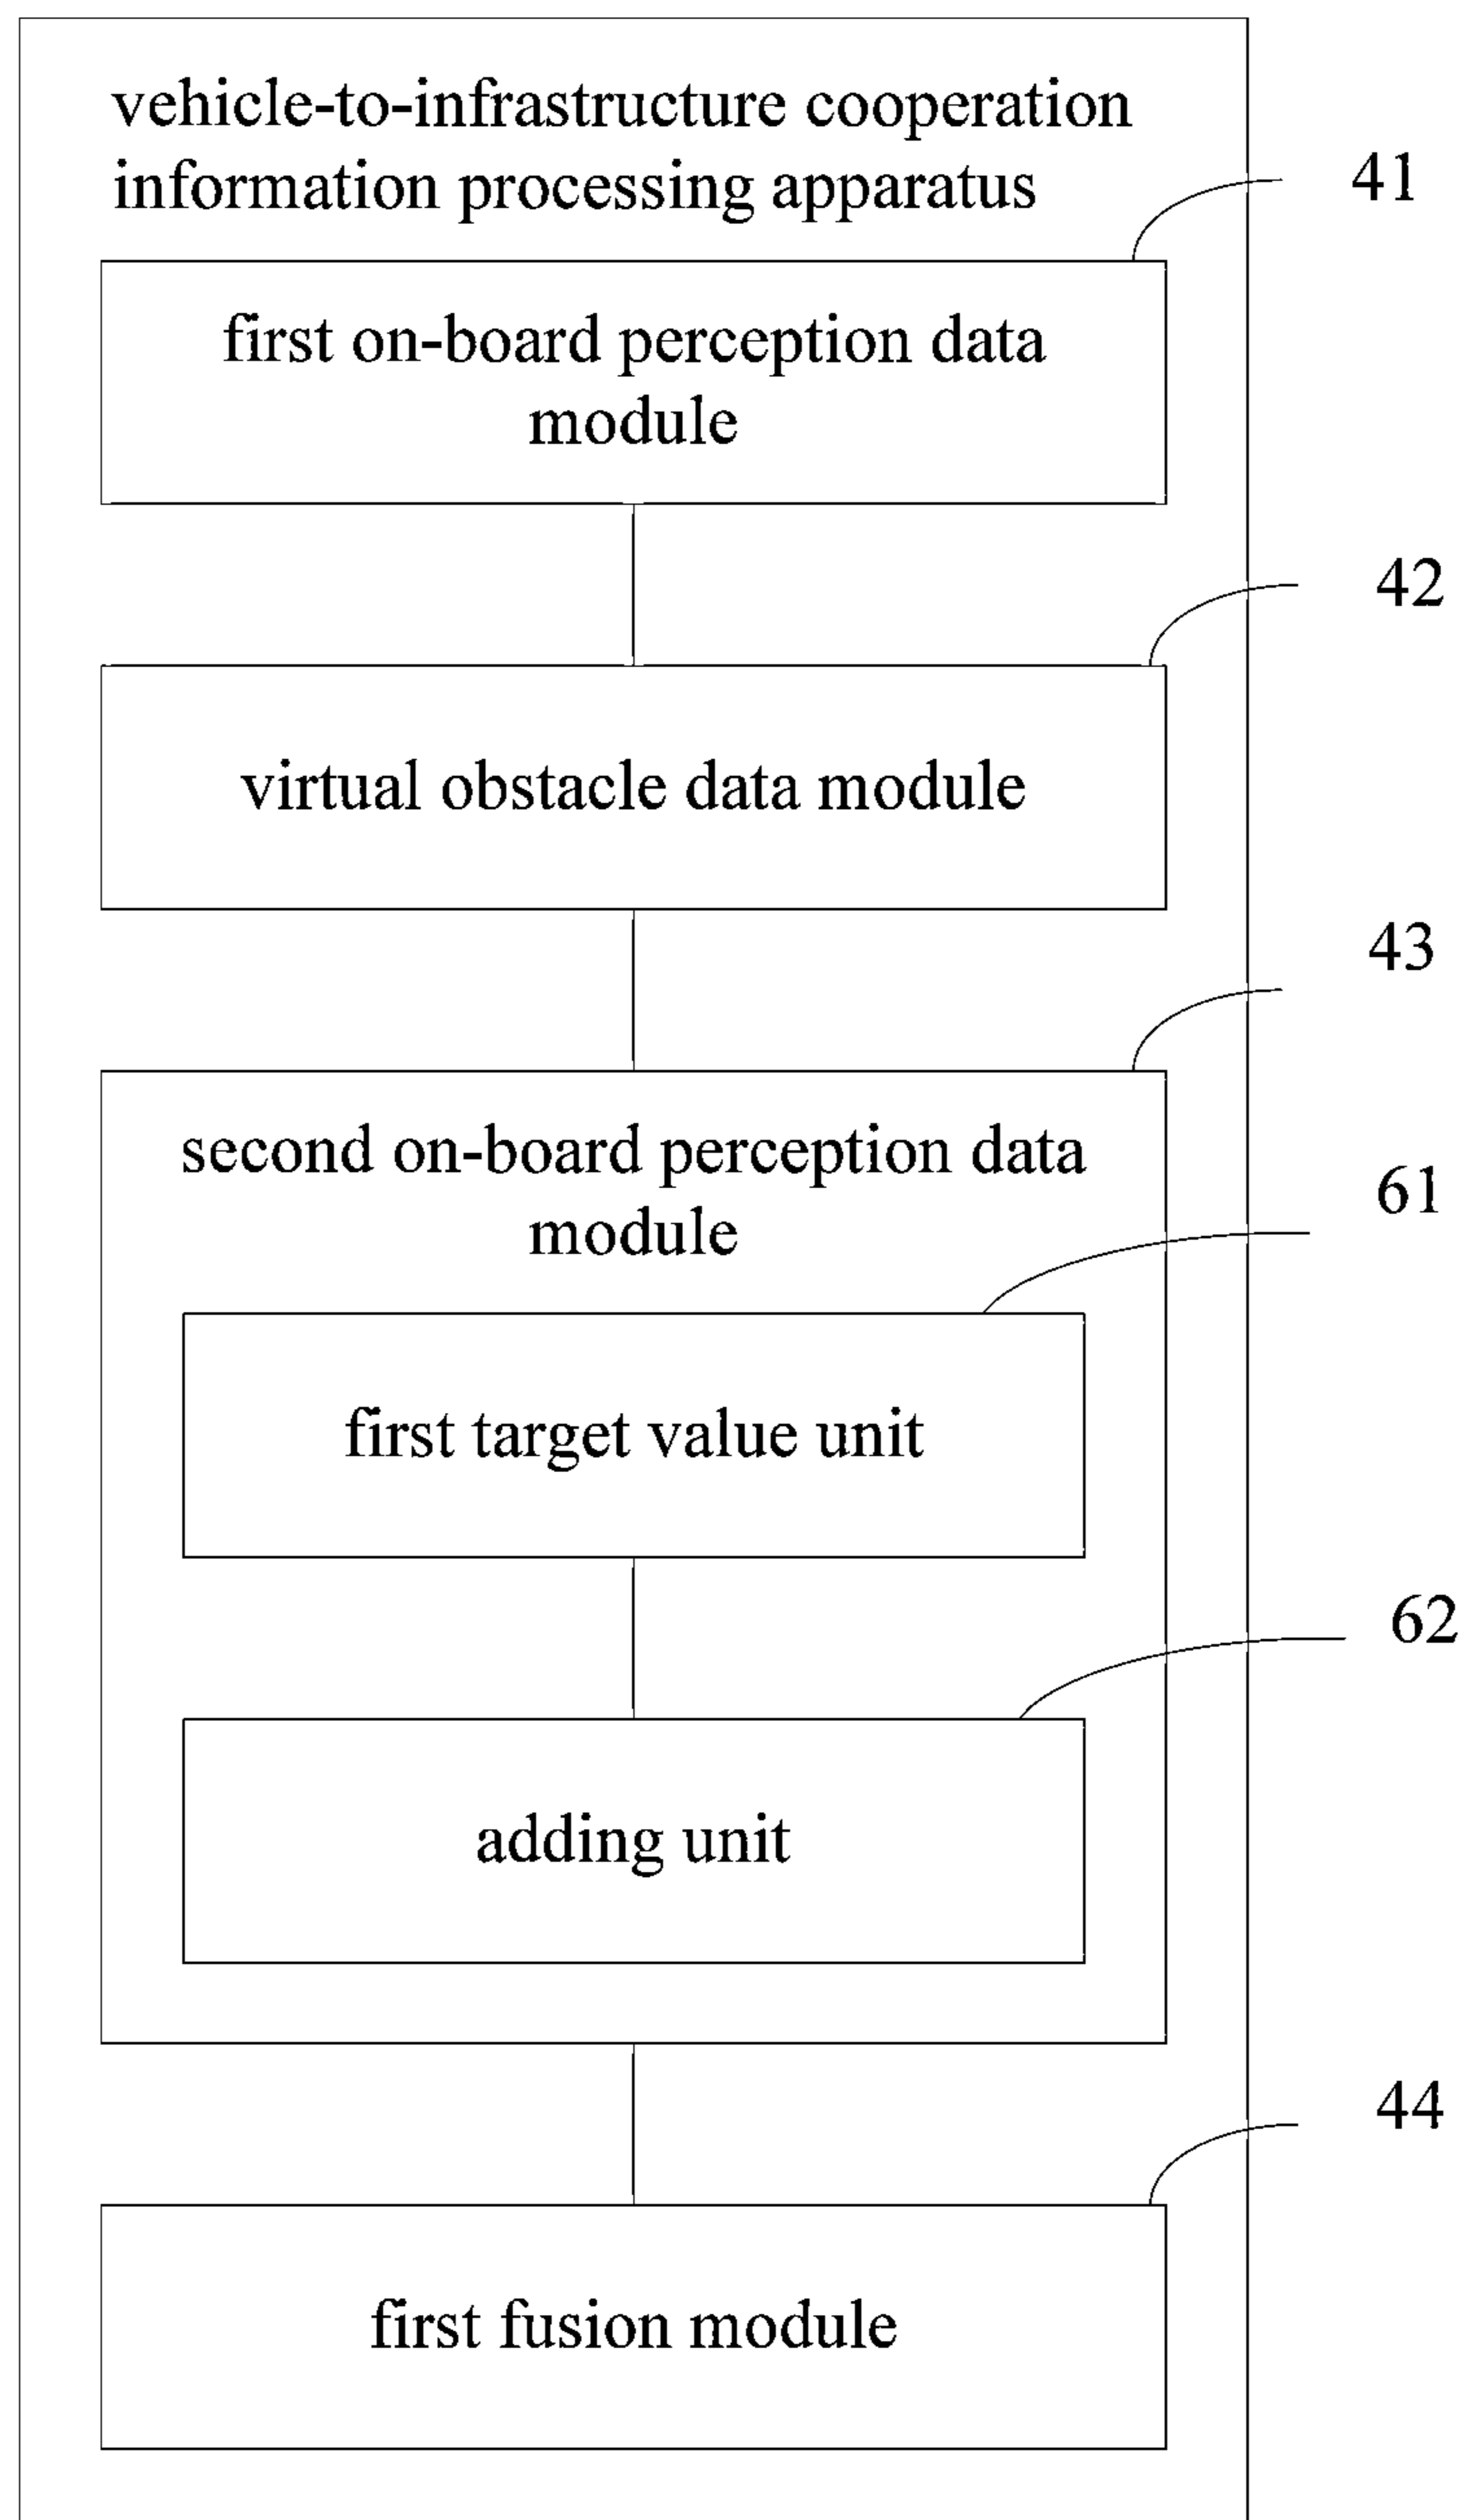 vehicle-to-infrastructure cooperation
information processing apparatus
41
first on-board perception data
module
42
virtual obstacle data module
43
second on-board perception data
module
61
first target value unit
62
adding unit
44
first fusion module